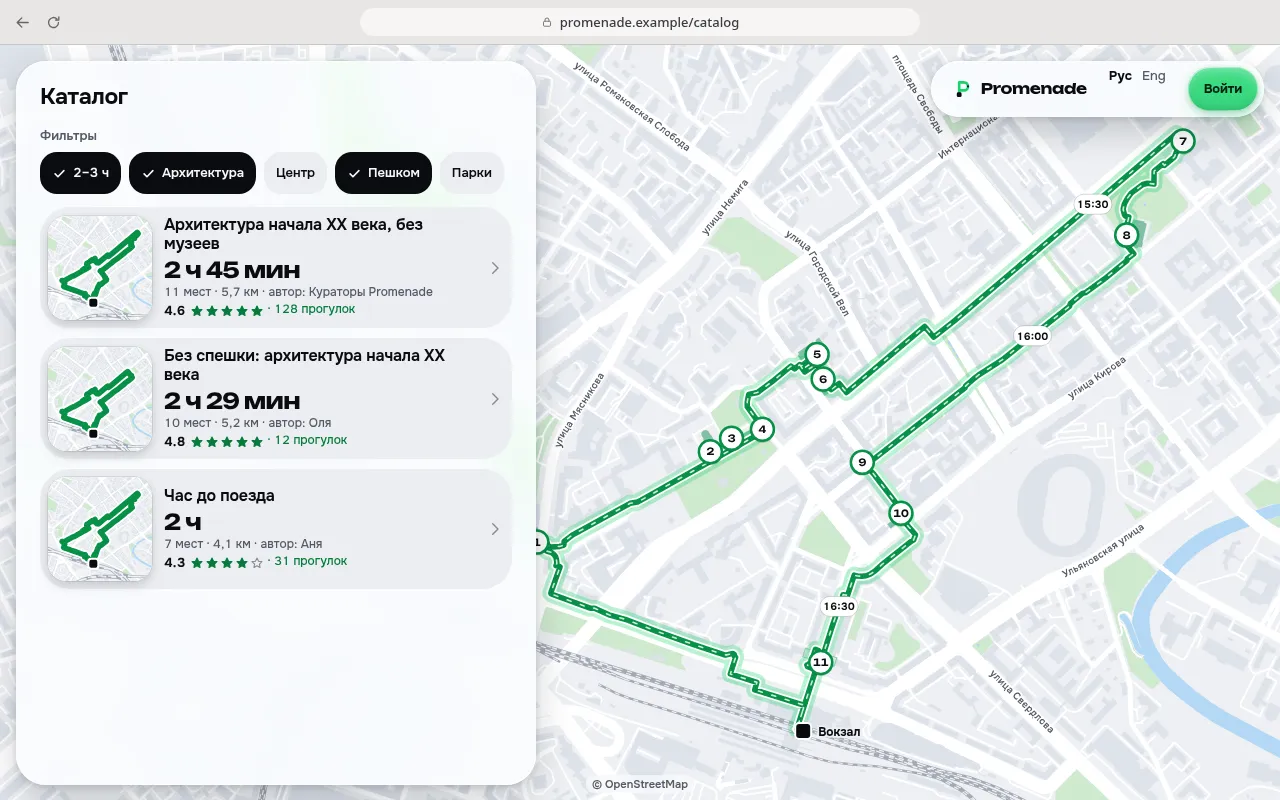 promenade.example/catalog
Каталог
Фильтры
2–3 ч
Архитектура
Центр
Пешком
Парки
Архитектура начала XX века, без
музеев
2 ч 45 мин
11 мест · 5,7 км · автор: Кураторы Promenade
4.6 ★★★★★ · 128 прогулок
Без спешки: архитектура начала XX
века
2 ч 29 мин
10 мест · 5,2 км · автор: Оля
4.8 ★★★★★ · 12 прогулок
Час до поезда
2 ч
7 мест · 4,1 км · автор: Аня
4.3 ★★★★☆ · 31 прогулок
Promenade
Рус Eng
Войти
улица Романовская Слобода
площадь Свободы
улица Немига
улица Городской Вал
улица Мясникова
улица Кирова
Ульяновская улица
улица Свердлова
7
15:30
8
16:00
5
6
4
3
2
9
10
1
16:30
11
Вокзал
© OpenStreetMap